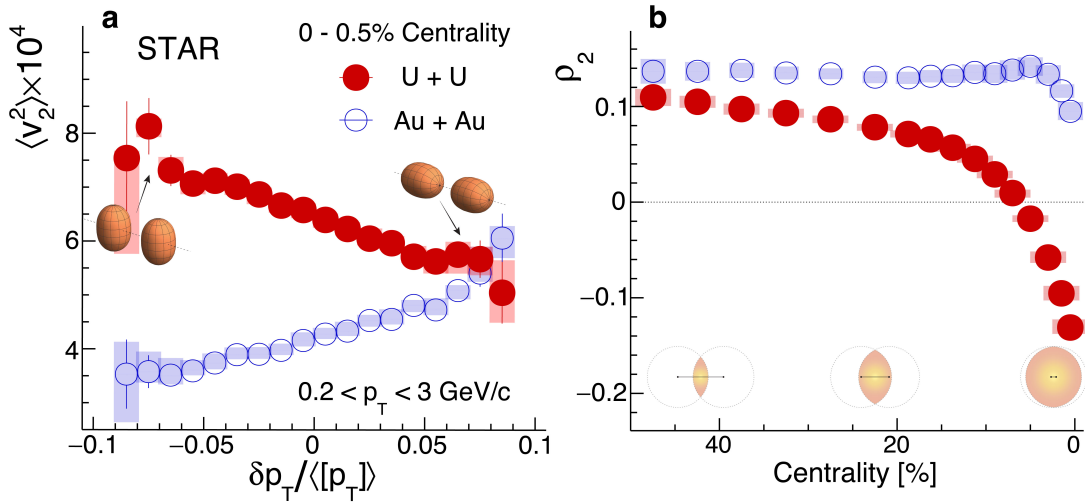 a
STAR
0 - 0.5% Centrality
U + U
Au + Au
⟨v₂²⟩×10⁴
8
6
4
0.2 < p_T < 3 GeV/c
−0.1
−0.05
0
0.05
0.1
δp_T/⟨[p_T]⟩
b
ρ₂
0.1
0
−0.1
−0.2
40
20
0
Centrality [%]